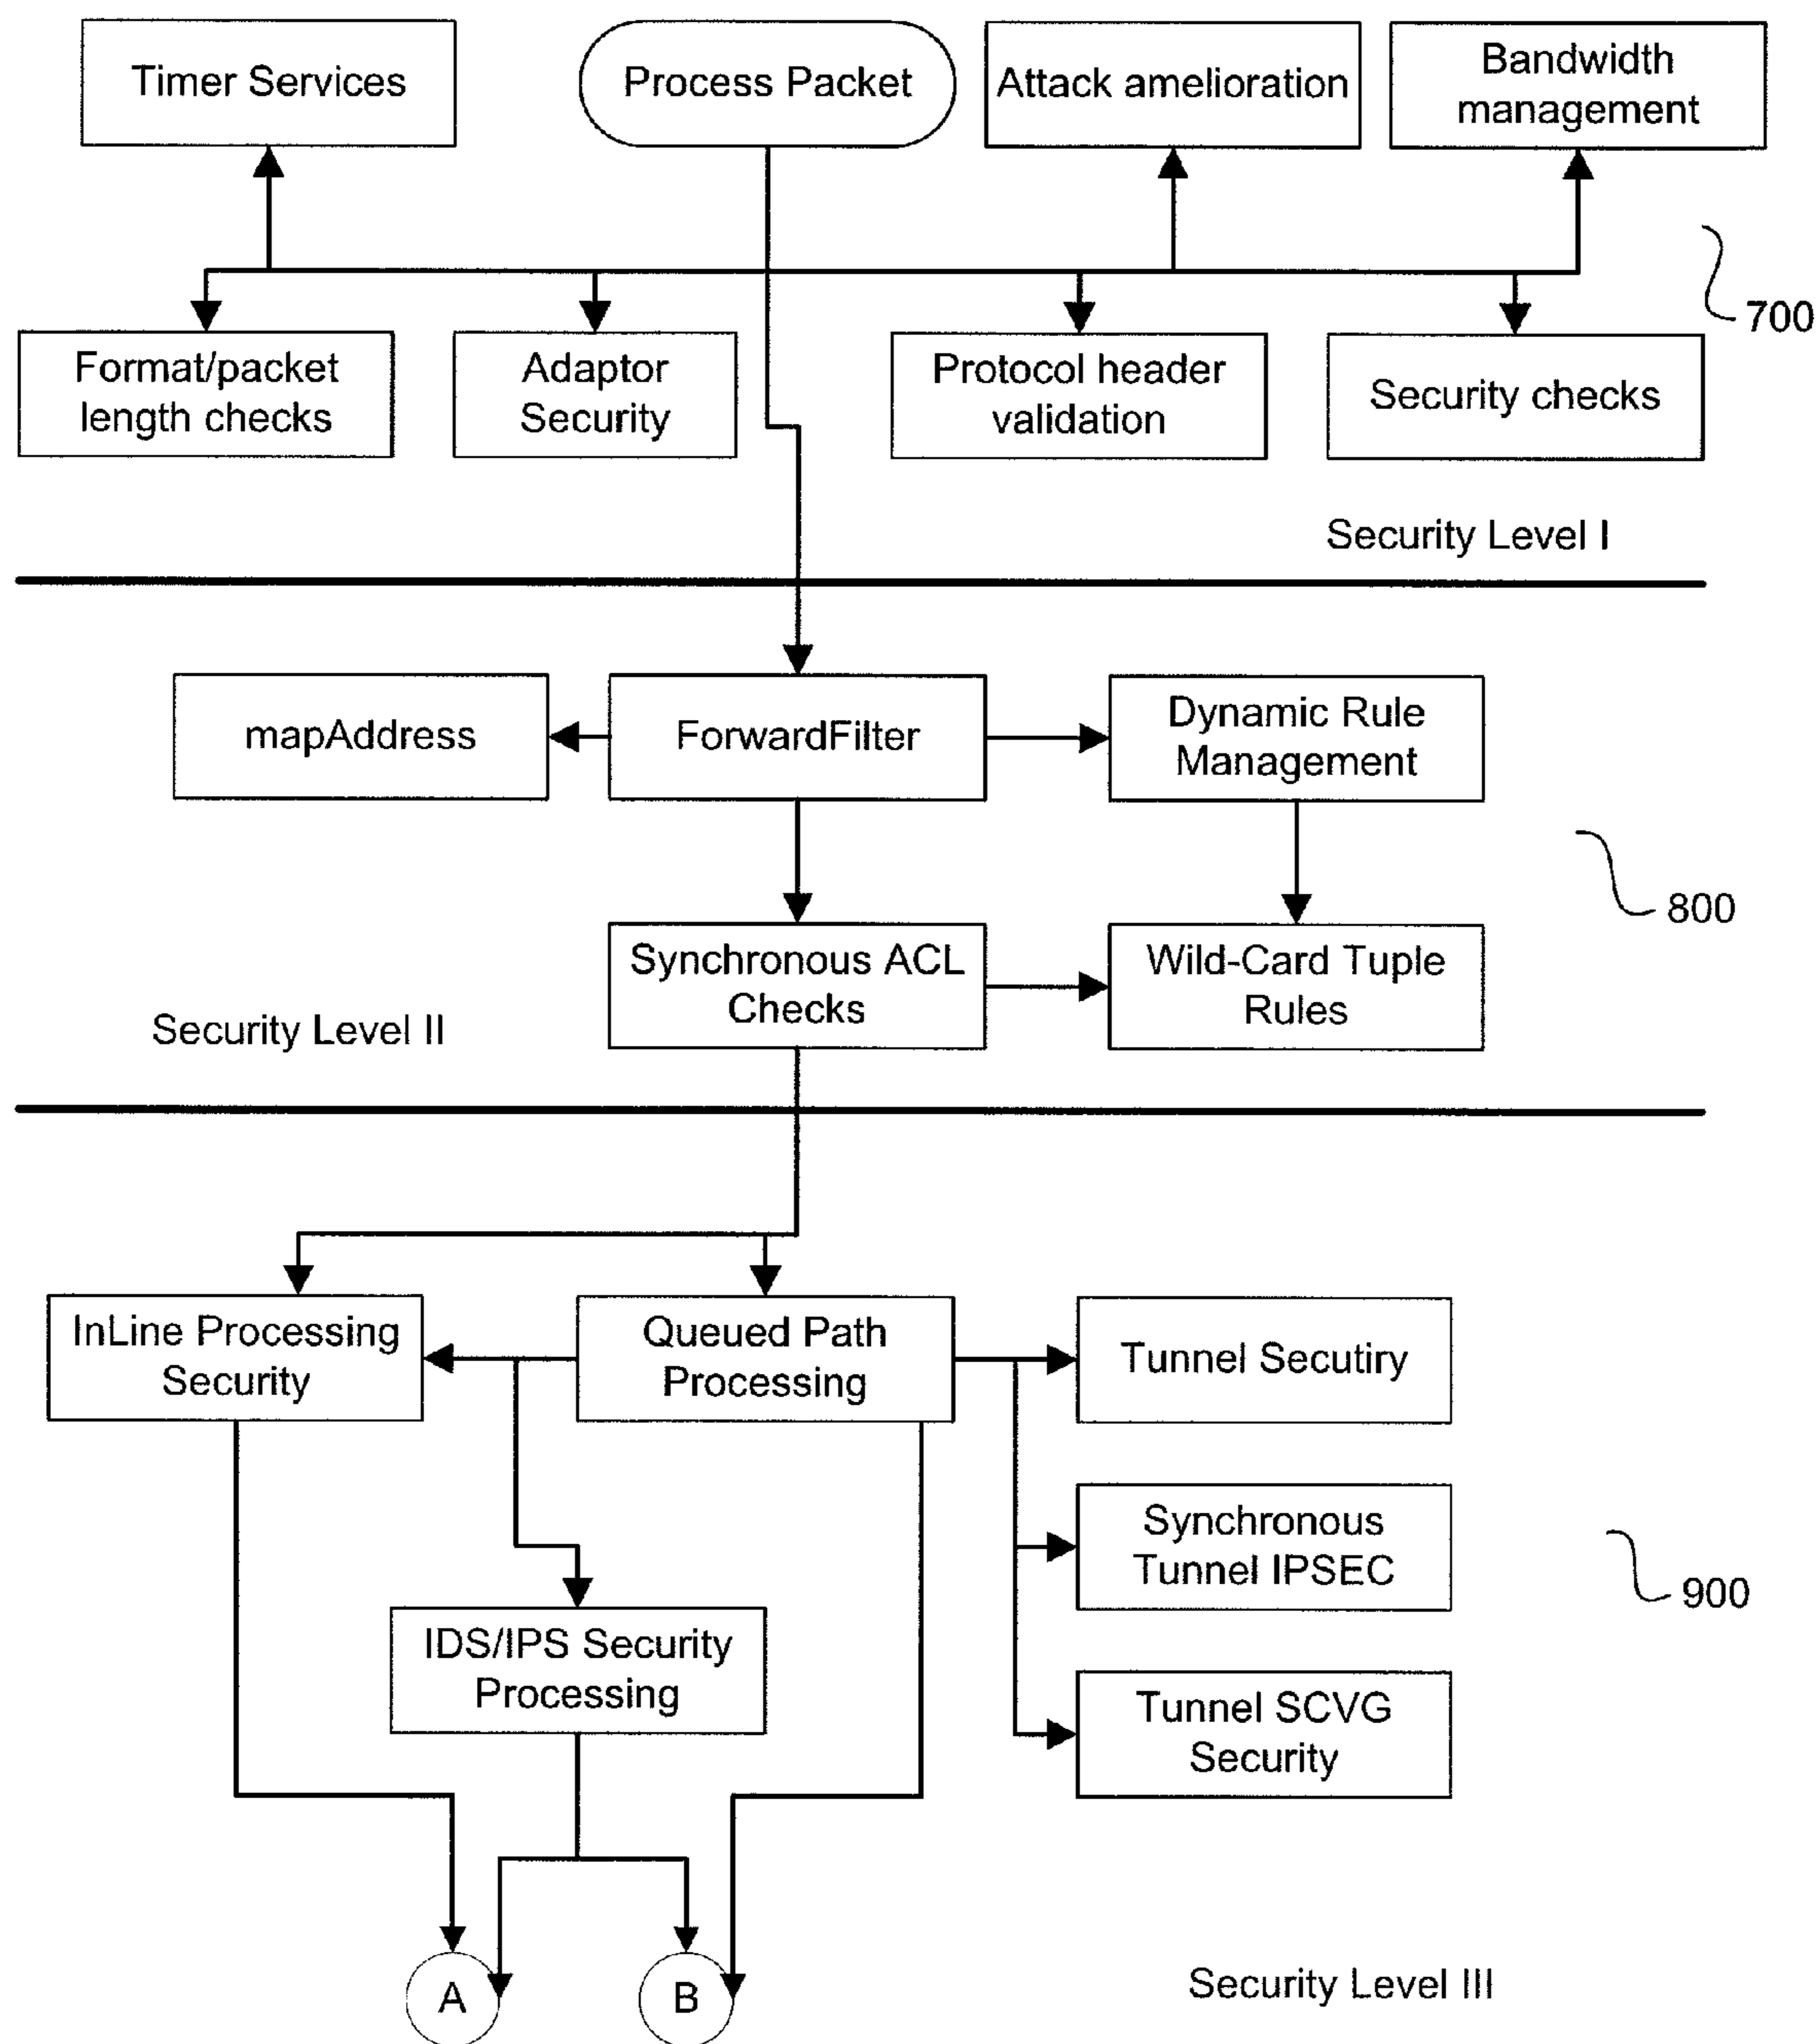 Timer Services
Process Packet
Attack amelioration
Bandwidth
management
700
Format/packet
length checks
Adaptor
Security
Protocol header
validation
Security checks
Security Level I
mapAddress
ForwardFilter
Dynamic Rule
Management
800
Synchronous ACL
Checks
Wild-Card Tuple
Rules
Security Level II
InLine Processing
Security
Queued Path
Processing
Tunnel Secutiry
Synchronous
Tunnel IPSEC
900
IDS/IPS Security
Processing
Tunnel SCVG
Security
A
B
Security Level III